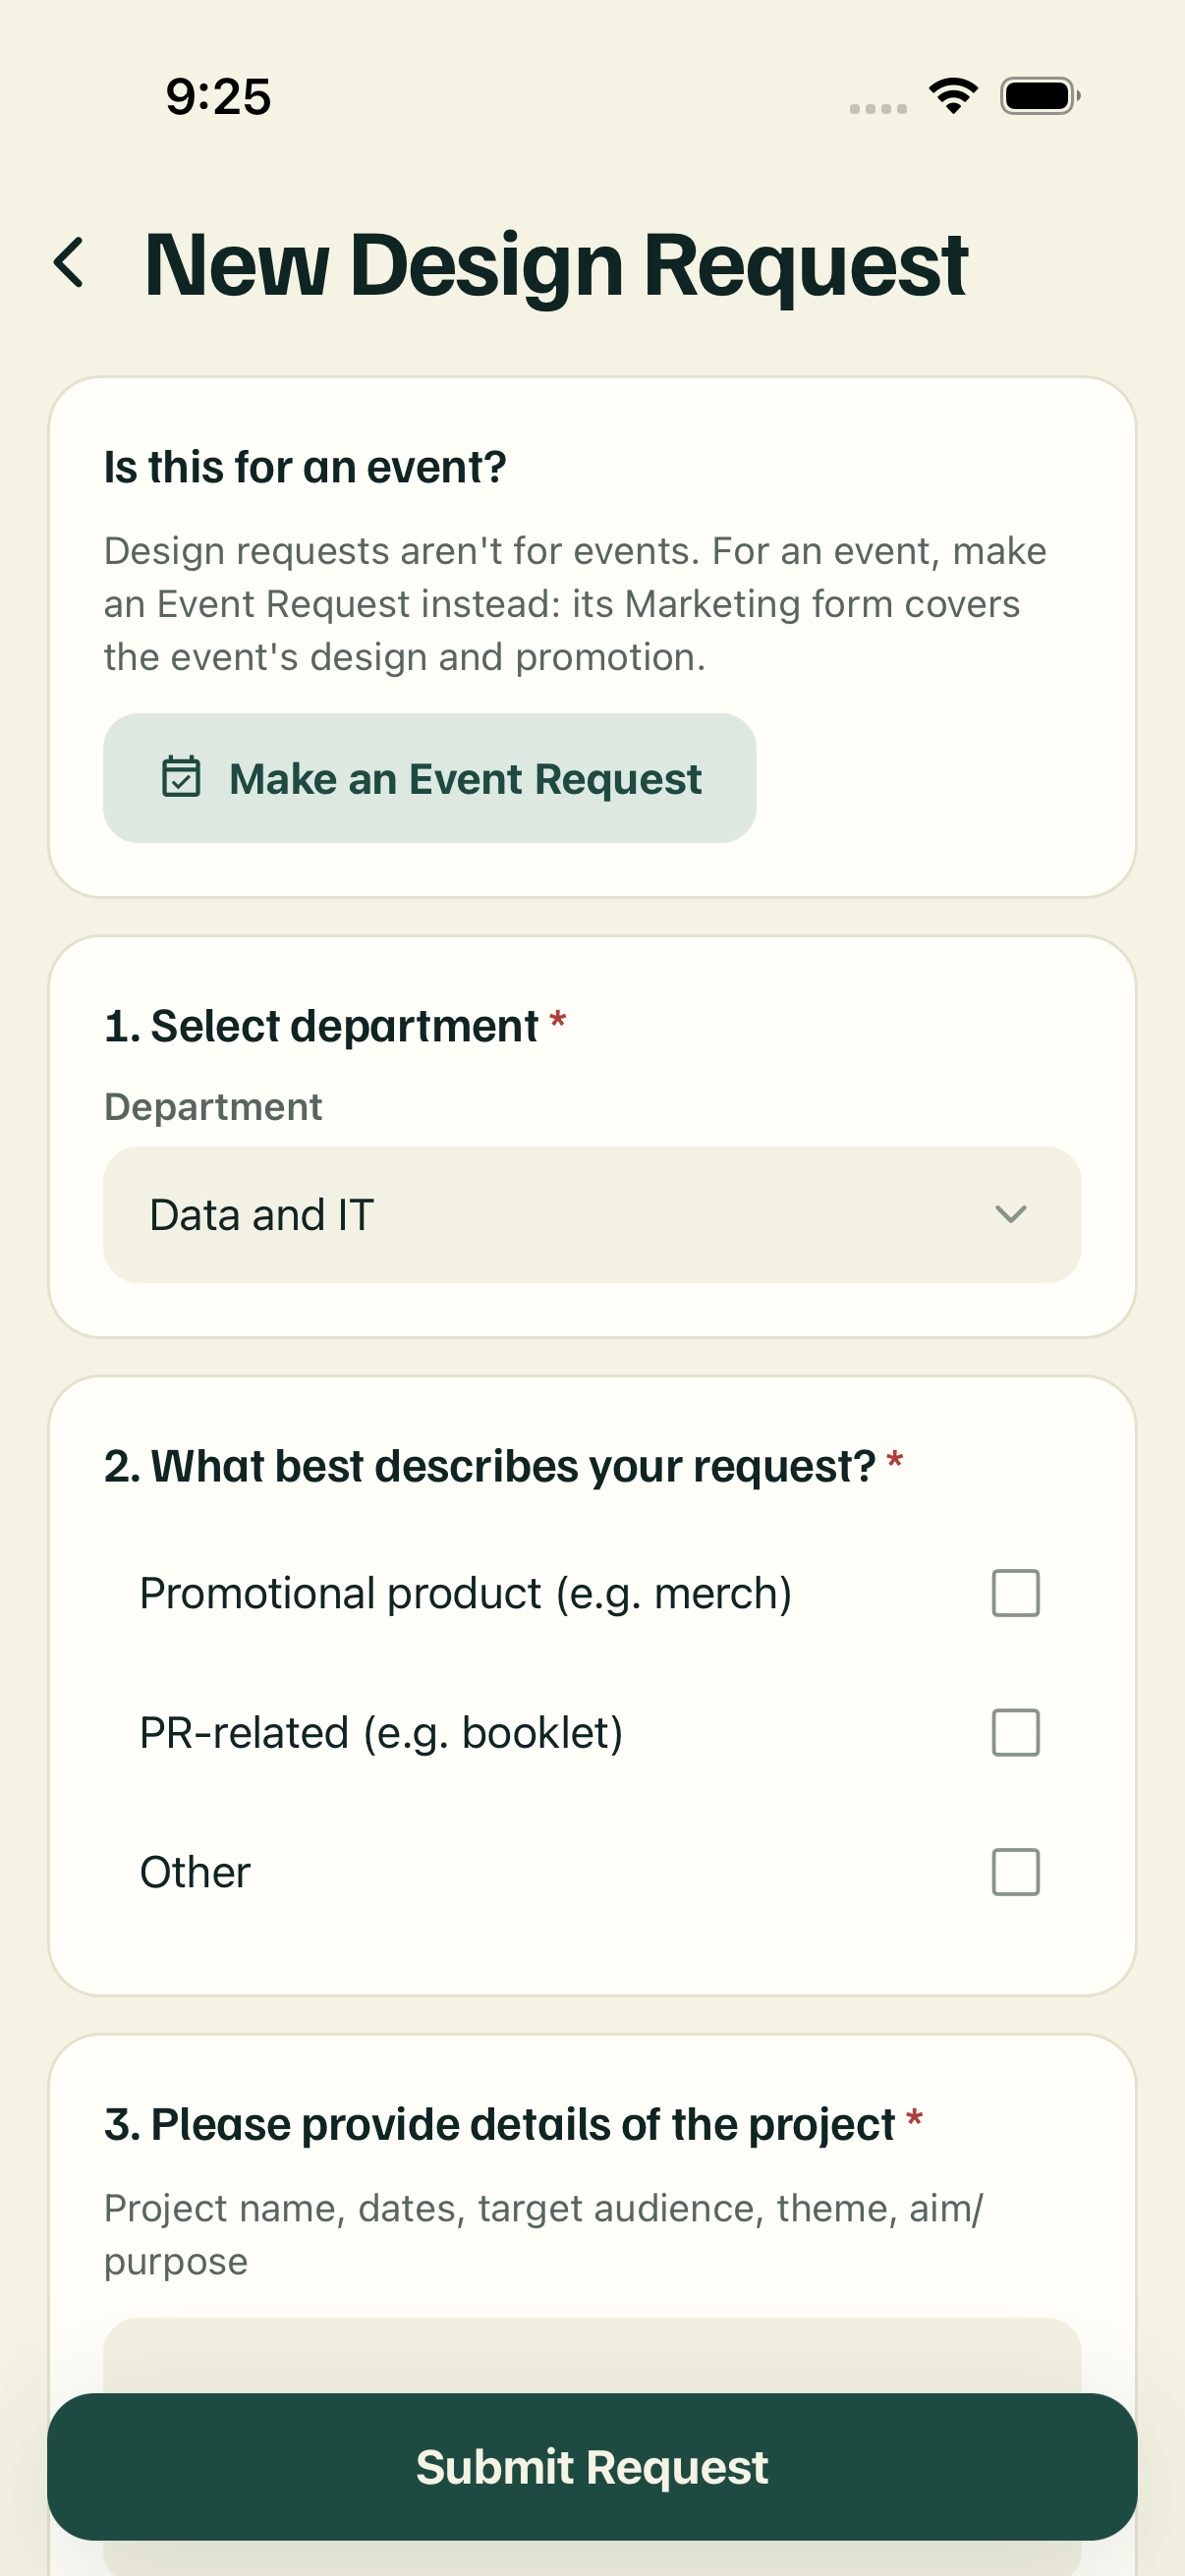 9:25
New Design Request
Is this for an event?
Design requests aren't for events. For an event, make
an Event Request instead: its Marketing form covers
the event's design and promotion.
Make an Event Request
1. Select department *
Department
Data and IT
2. What best describes your request? *
Promotional product (e.g. merch)
PR-related (e.g. booklet)
Other
3. Please provide details of the project *
Project name, dates, target audience, theme, aim/
purpose
Submit Request